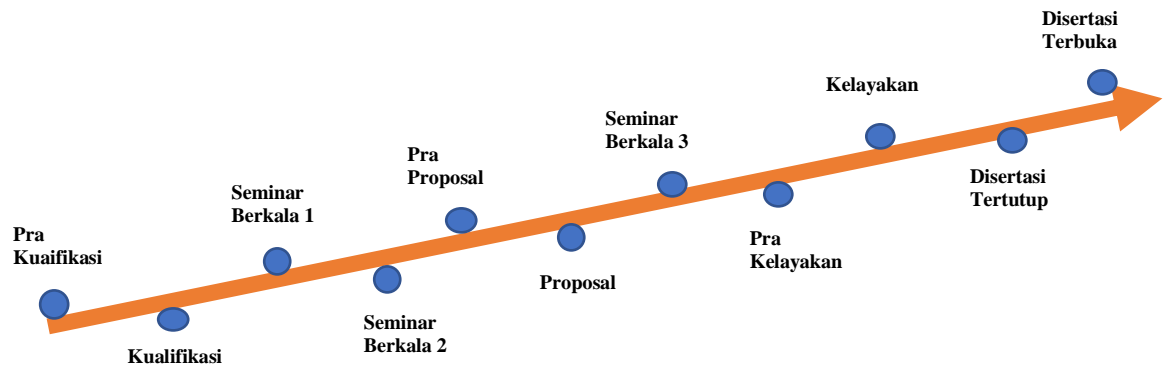 Pra
Kuaifikasi
Kualifikasi
Seminar
Berkala 1
Seminar
Berkala 2
Pra
Proposal
Proposal
Seminar
Berkala 3
Pra
Kelayakan
Kelayakan
Disertasi
Tertutup
Disertasi
Terbuka